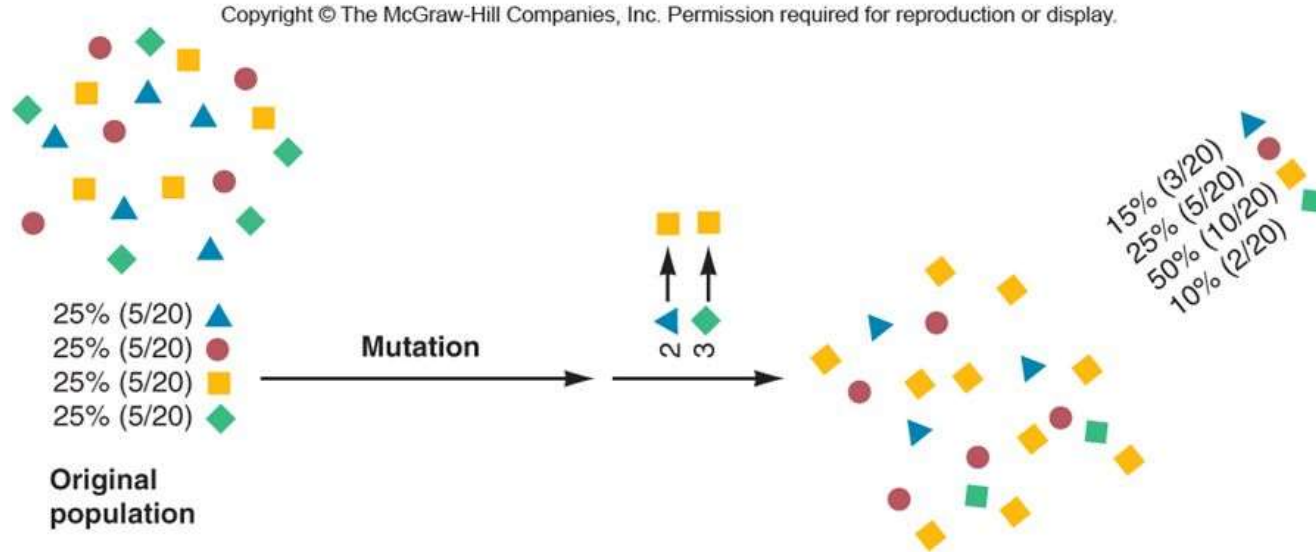 Copyright © The McGraw-Hill Companies, Inc. Permission required for reproduction or display.
25% (5/20)
25% (5/20)
25% (5/20)
25% (5/20)
Original
population
Mutation
2
3
15% (3/20)
25% (5/20)
50% (10/20)
10% (2/20)